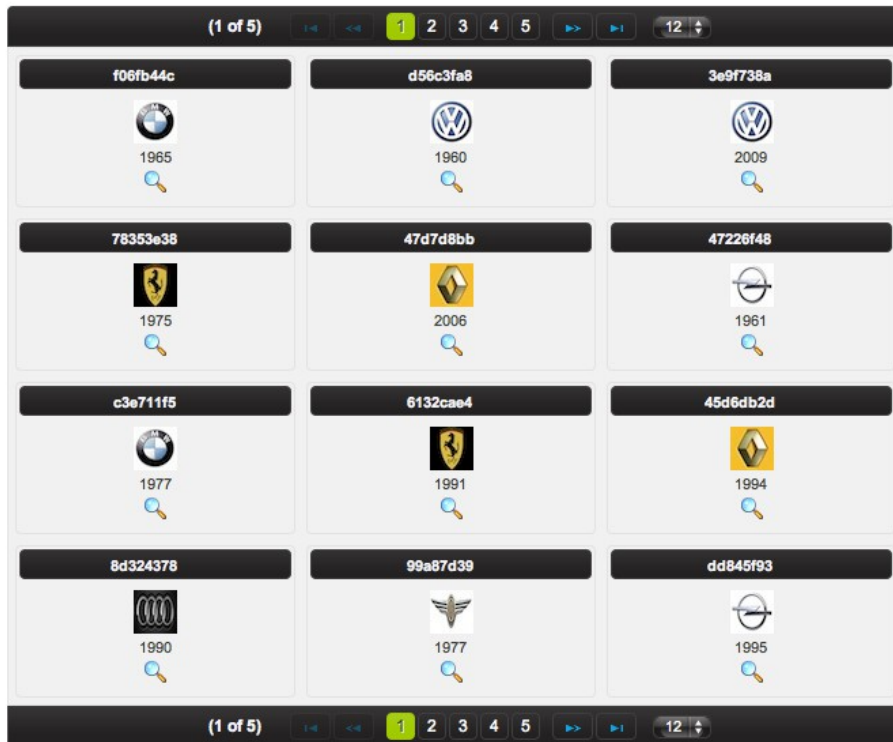 (1 of 5) 1 2 3 4 5 12
f06fb44c d56c3fa8 3e9f738a
1965 1960 2009
78353e38 47d7d8bb 47226f48
1975 2006 1961
c3e711f5 6132cae4 45d6db2d
1977 1991 1994
8d324378 99a87d39 dd845f93
1990 1977 1995
(1 of 5) 1 2 3 4 5 12